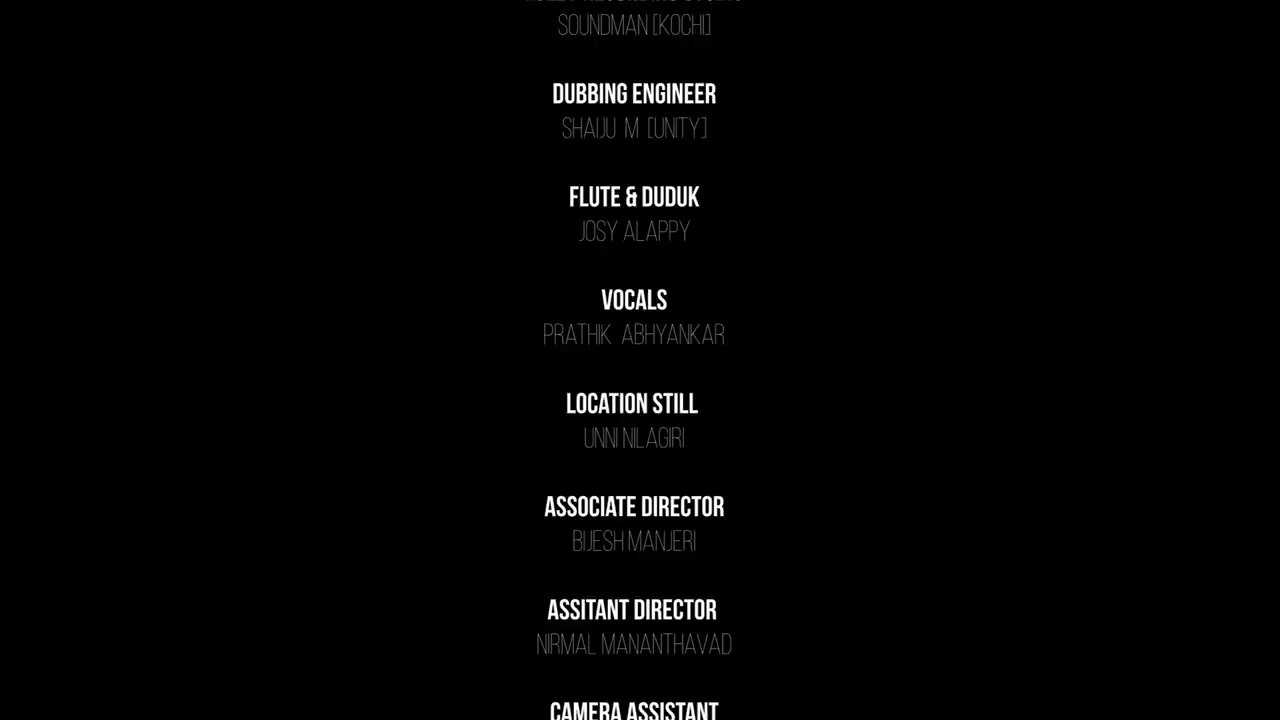 SOUNDMAN [KOCHI]
DUBBING ENGINEER
SHAIJU M [UNITY]
FLUTE & DUDUK
JOSY ALAPPY
VOCALS
PRATHIK ABHYANKAR
LOCATION STILL
UNNI NILAGIRI
ASSOCIATE DIRECTOR
BIJESH MANJERI
ASSITANT DIRECTOR
NIRMAL MANANTHAVAD
CAMERA ASSISTANT